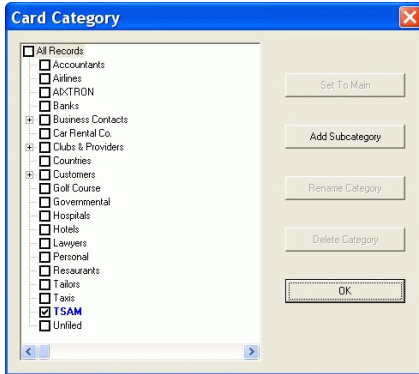 Card Category
All Records
Accountants
Airlines
AIXTRON
Banks
Business Contacts
Car Rental Co.
Clubs & Providers
Countries
Customers
Golf Course
Governmental
Hospitals
Hotels
Lawyers
Personal
Resaurants
Tailors
Taxis
TSAM
Unfiled
Set To Main
Add Subcategory
Rename Category
Delete Category
OK